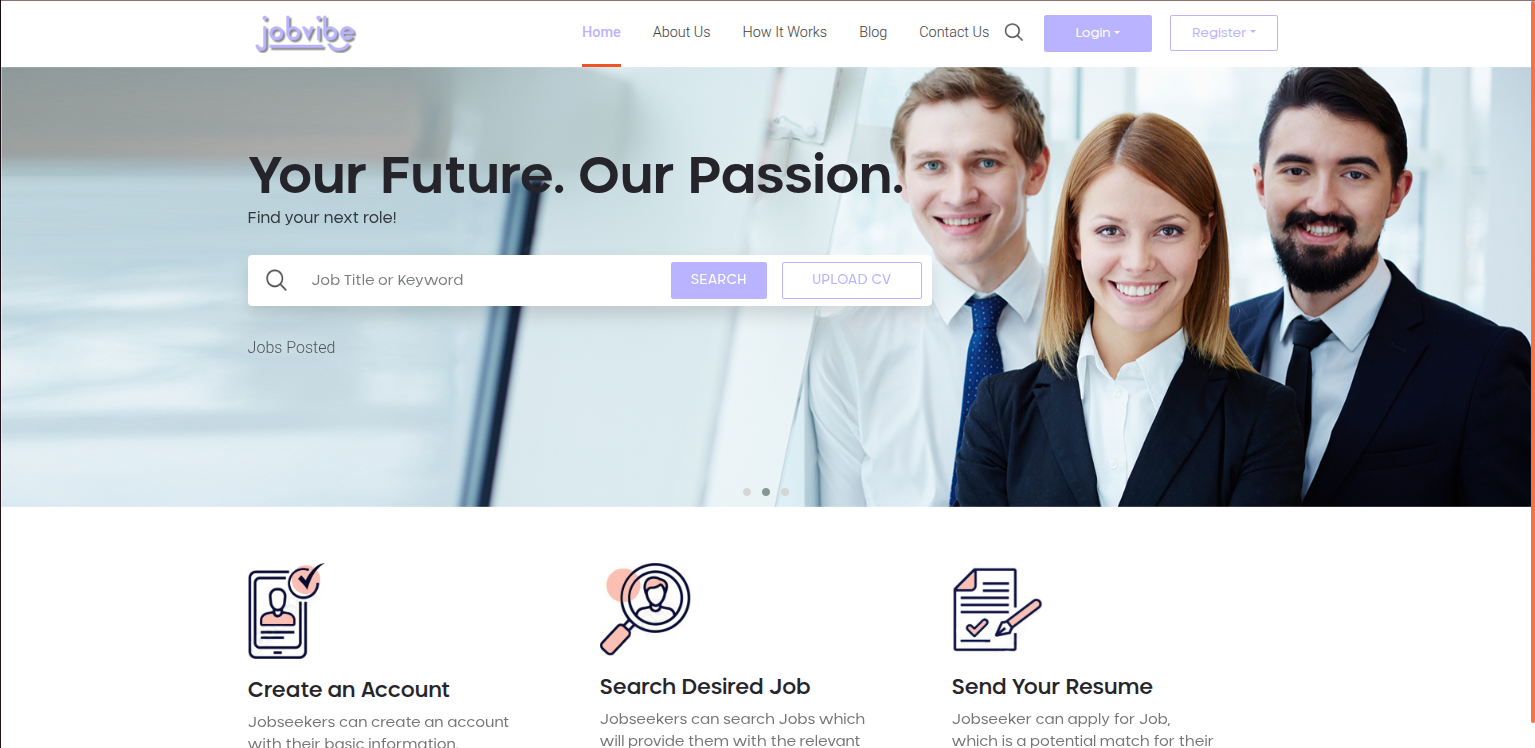 jobvibe
Home
About Us
How It Works
Blog
Contact Us
Login
Register
Your Future. Our Passion.
Find your next role!
Job Title or Keyword
SEARCH
UPLOAD CV
Jobs Posted
Create an Account
Jobseekers can create an account
with their basic information.
Search Desired Job
Jobseekers can search Jobs which
will provide them with the relevant
Send Your Resume
Jobseeker can apply for Job,
which is a potential match for their